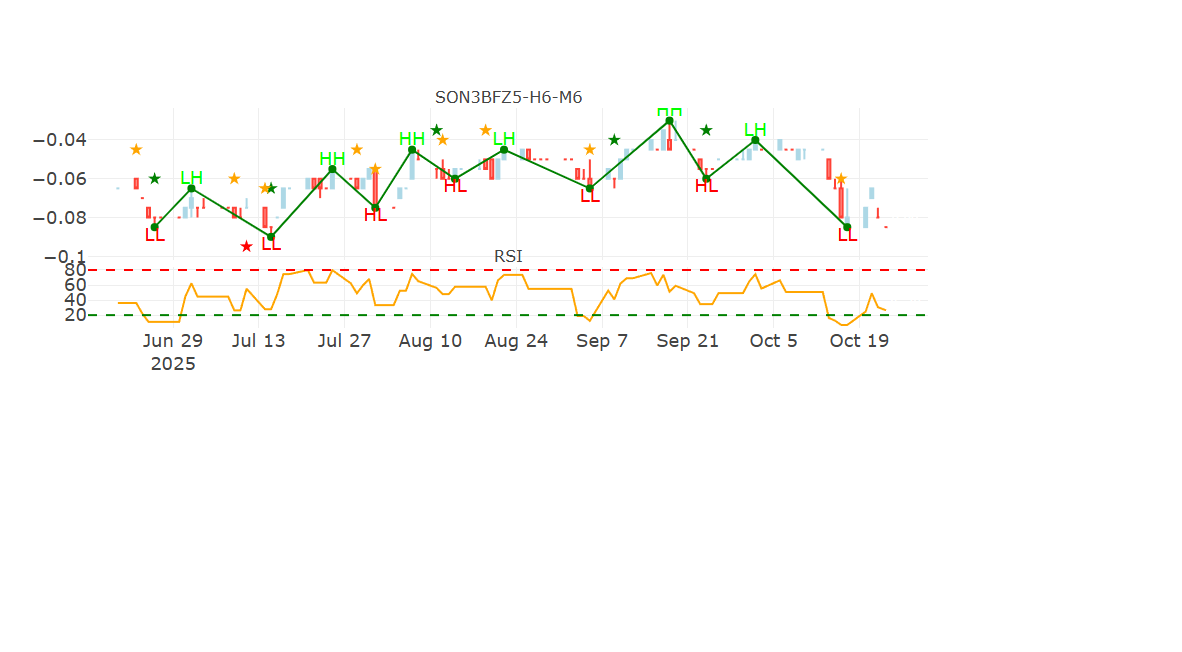 SON3BFZ5-H6-M6
HH
−0.04
HH
LH
LH
HH
LH
−0.06
HL
HL
LL
HL
−0.08
LL
LL
LL
−0.1
RSI
80
60
40
20
Jun 29 Jul 13 Jul 27 Aug 10 Aug 24 Sep 7 Sep 21 Oct 5 Oct 19
2025